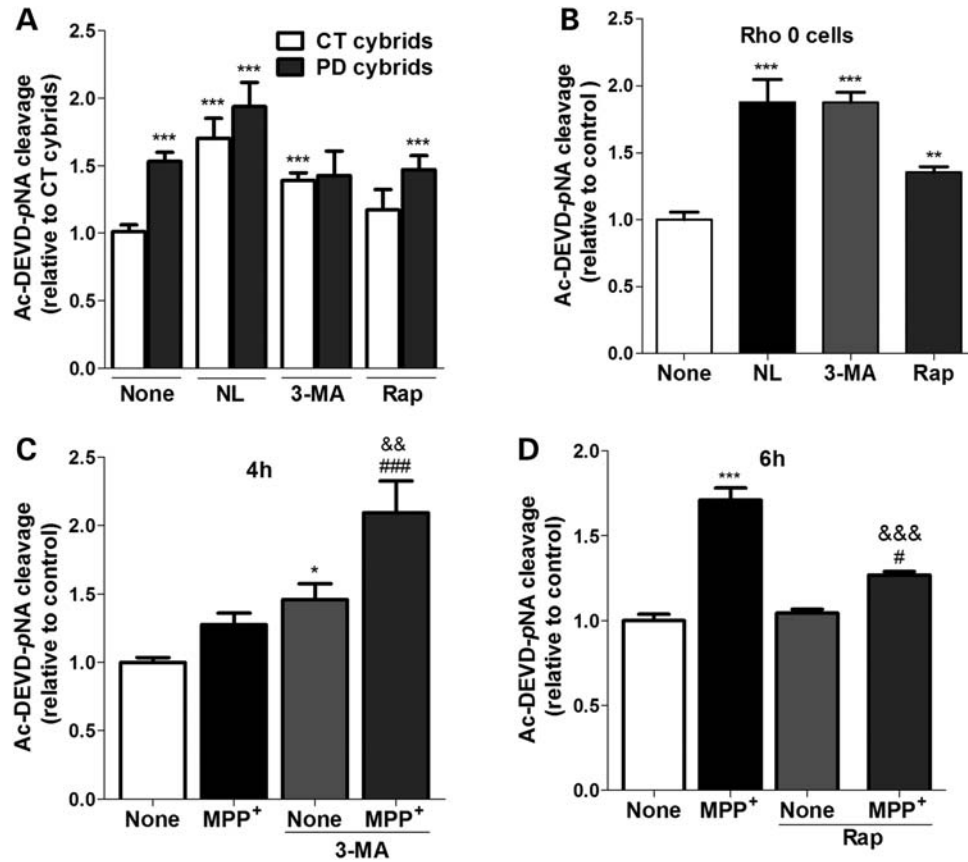 A
CT cybrids
PD cybrids
Ac-DEVD-pNA cleavage
(relative to CT cybrids)
2.5
2.0
1.5
1.0
0.5
0.0
***
***
***
***
***
None NL 3-MA Rap
B
Rho 0 cells
Ac-DEVD-pNA cleavage
(relative to control )
2.5
2.0
1.5
1.0
0.5
0.0
***
***
**
None NL 3-MA Rap
C
4h
Ac-DEVD-pNA cleavage
(relative to control)
2.5
2.0
1.5
1.0
0.5
0.0
*
&&
###
None MPP+ None MPP+
3-MA
D
6h
Ac-DEVD-pNA cleavage
(relative to control)
2.0
1.5
1.0
0.5
0.0
***
&&&
#
None MPP+ None MPP+
Rap